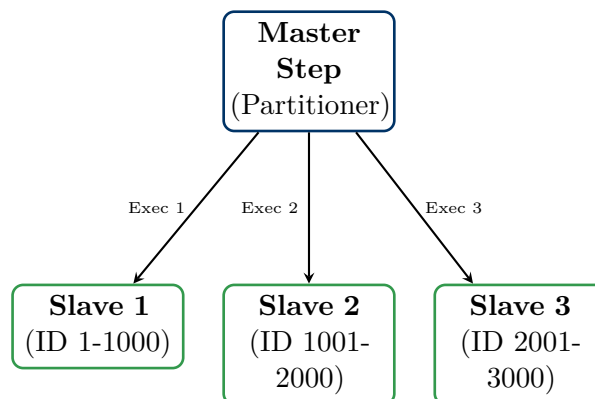 Master
Step
(Partitioner)
Exec 1
Exec 2
Exec 3
Slave 1
(ID 1-1000)
Slave 2
(ID 1001-
2000)
Slave 3
(ID 2001-
3000)